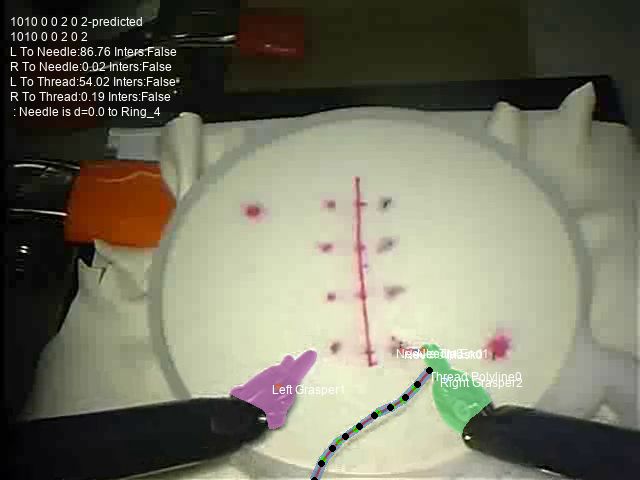 1010 0 0 2 0 2-predicted
1010 0 0 2 0 2
L To Needle:86.76 Inters:False
R To Needle:0.02 Inters:False
L To Thread:54.02 Inters:False
R To Thread:0.19 Inters:False
: Needle is d=0.0 to Ring_4
Thread Polyline0
Right Grasper2
Left Grasper1